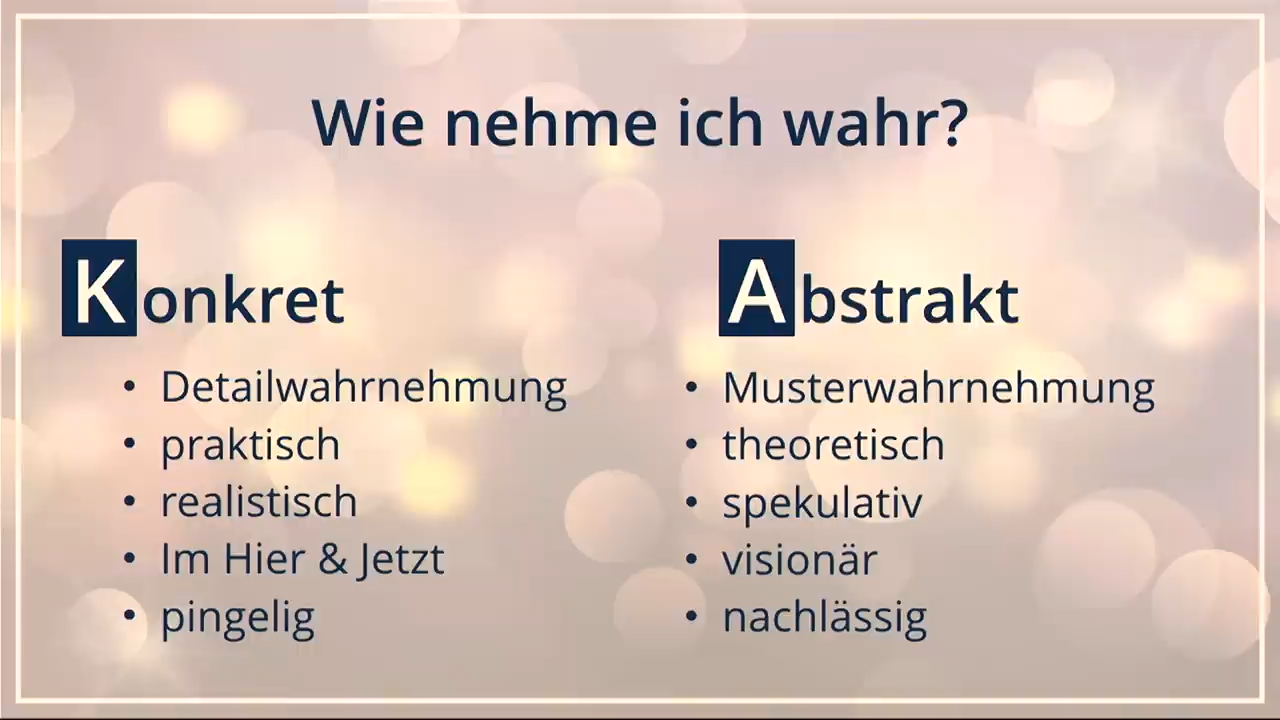 Wie nehme ich wahr?
Konkret
• Detailwahrnehmung
• praktisch
• realistisch
• Im Hier & Jetzt
• pingelig
Abstrakt
• Musterwahrnehmung
• theoretisch
• spekulativ
• visionär
• nachlässig